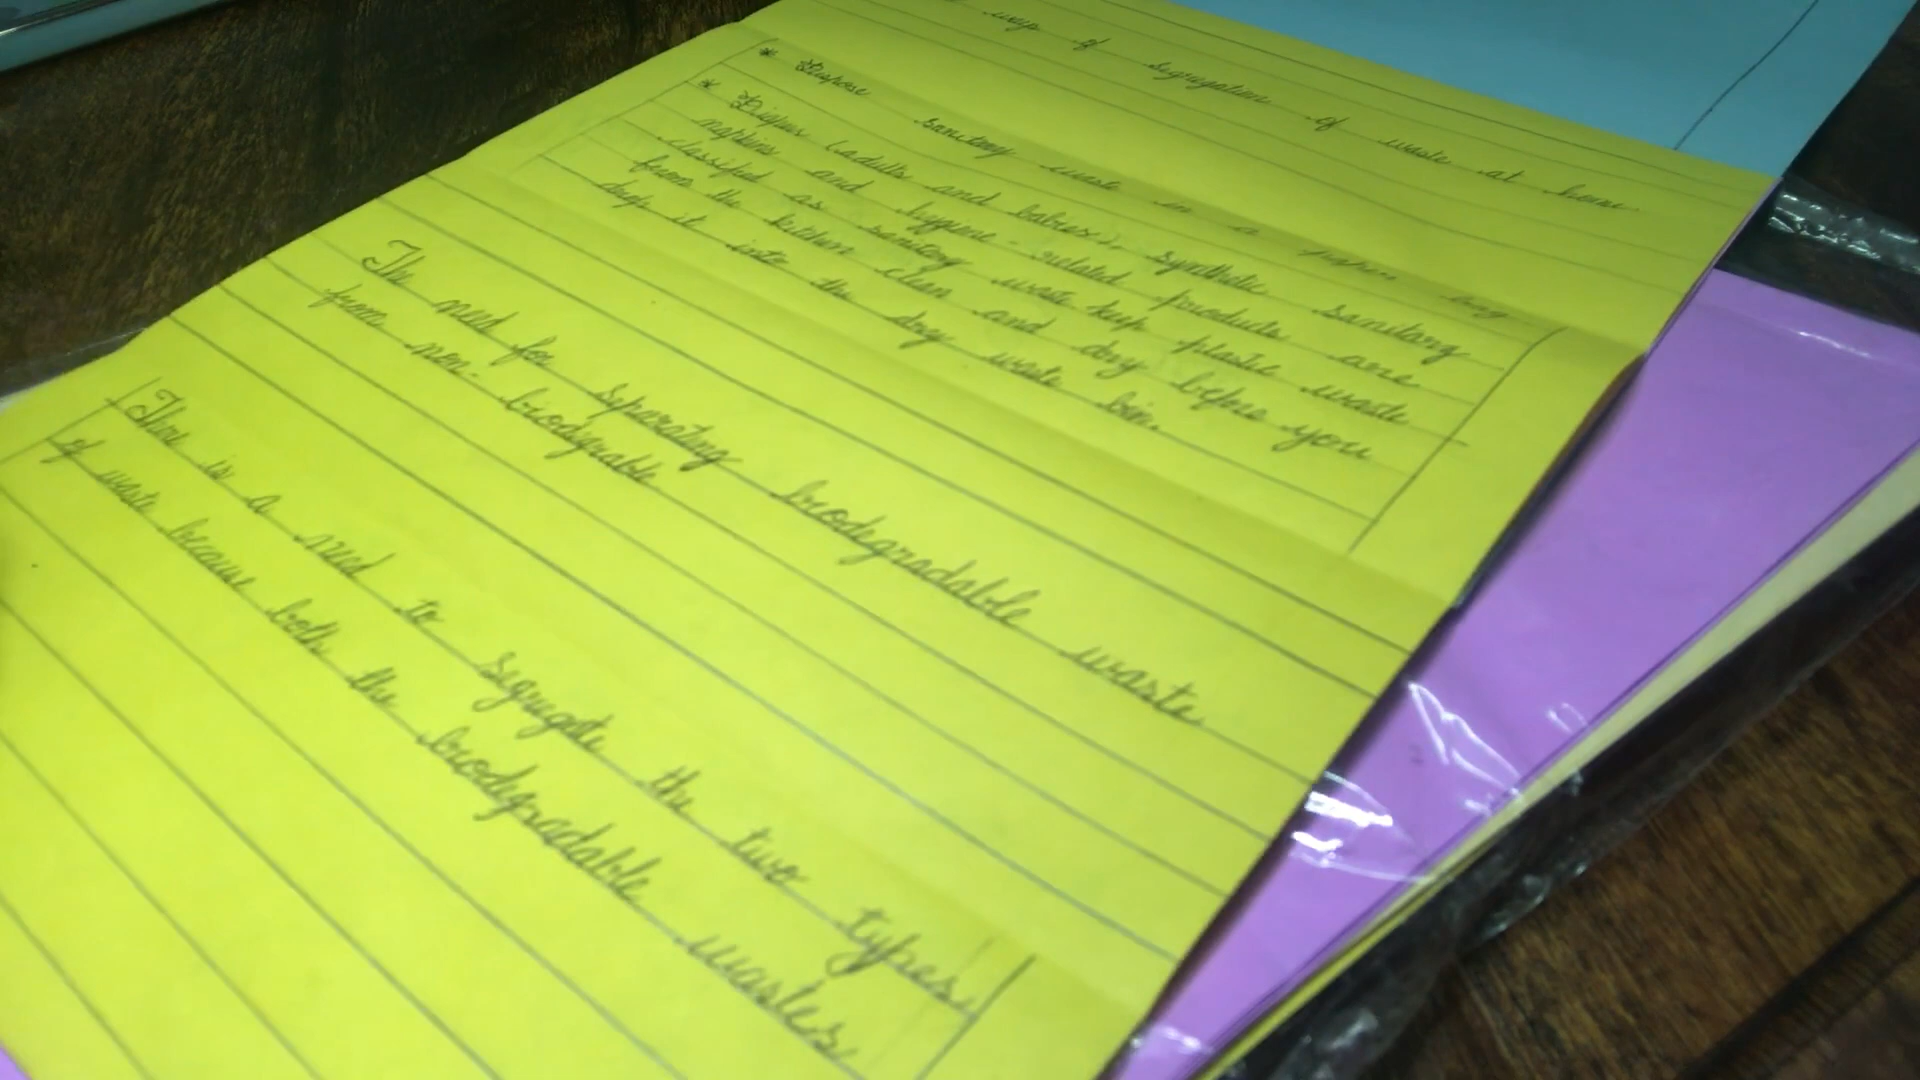 ways of segregation of waste at home
* Dispose sanitary waste in a paper bag.
* Diapers (adults and babies), synthetic sanitary
napkins and hygiene-related products are
classified as sanitary waste keep plastic waste
from the kitchen clean and dry before you
drop it into the dry waste bin.
The need for separating biodegradable waste
from non-biodgrable
There is a need to segregate the two types
of waste because both the biodegradable wastes